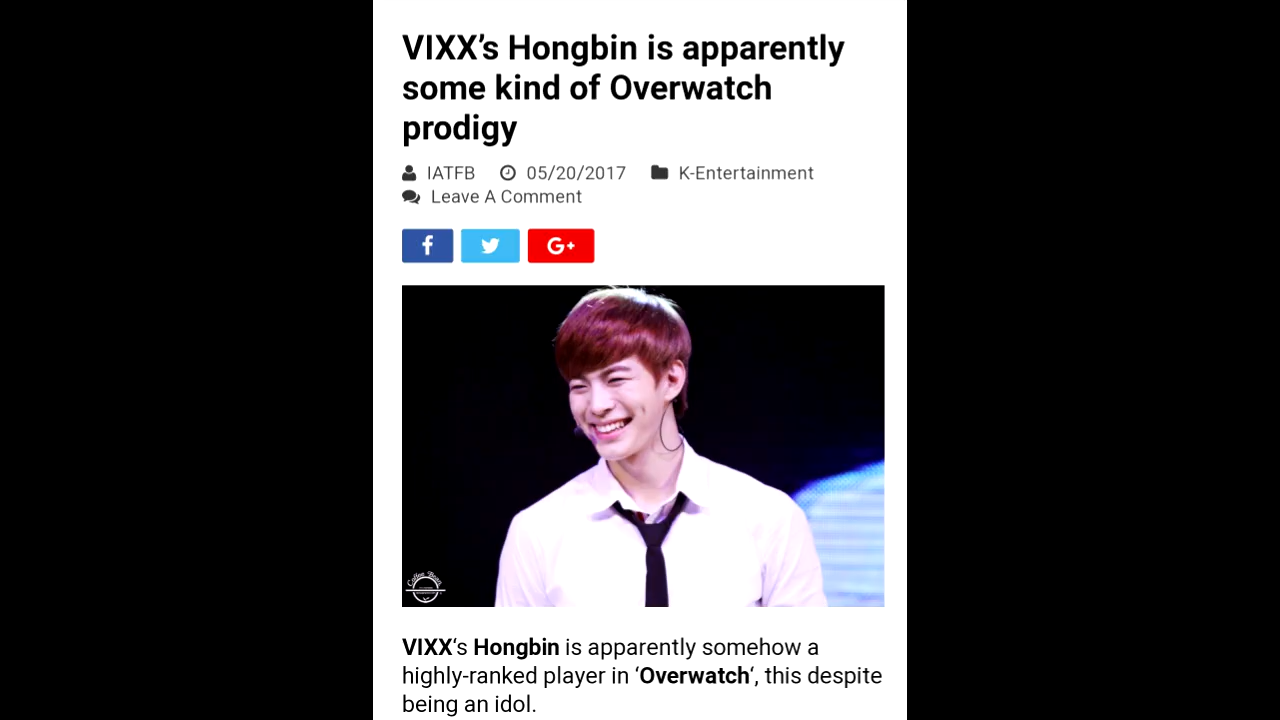 VIXX’s Hongbin is apparently
some kind of Overwatch
prodigy
IATFB 05/20/2017 K-Entertainment
Leave A Comment
f G+
VIXX‘s Hongbin is apparently somehow a
highly-ranked player in ‘Overwatch‘, this despite
being an idol.